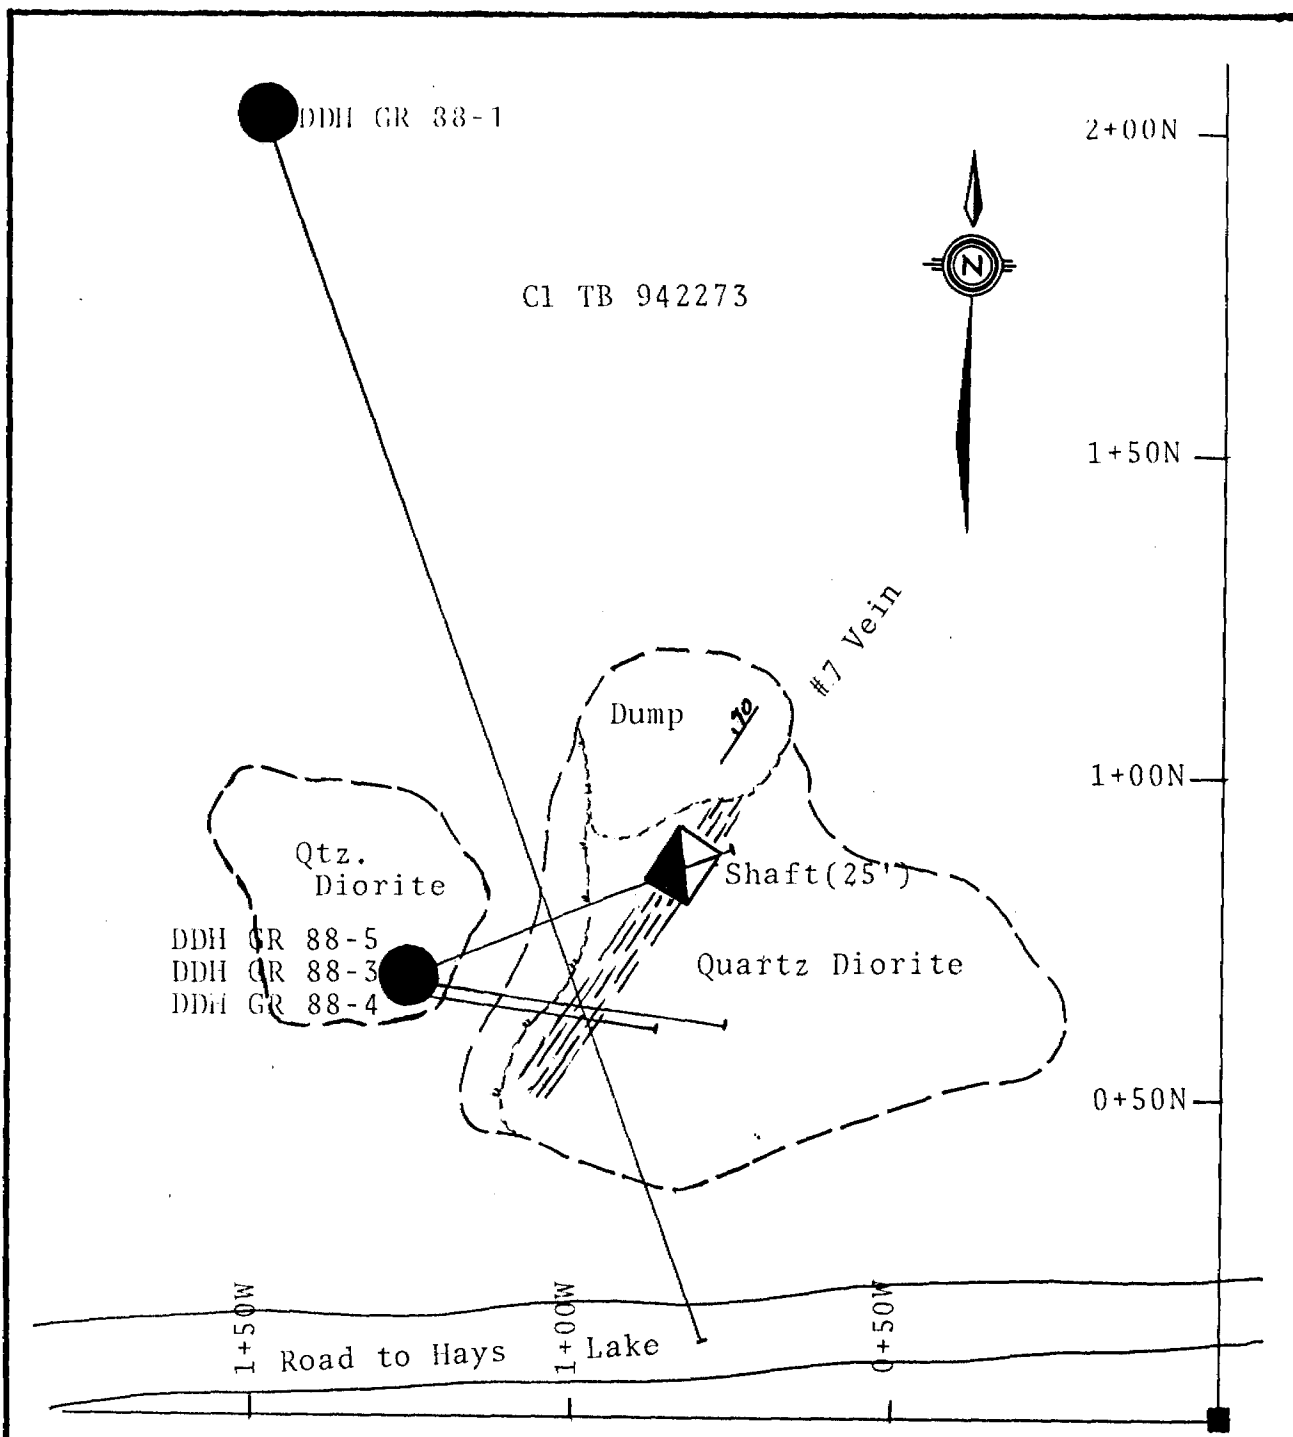 DDH GR 88-1
2+00N
N
Cl TB 942273
1+50N
#7 Vein
Dump
90
1+00N
Qtz.
Diorite
Shaft(25')
DDH GR 88-5
DDH GR 88-3
DDH GR 88-4
Quartz Diorite
0+50N
1+50W
1+00W
0+50W
Road to Hays Lake